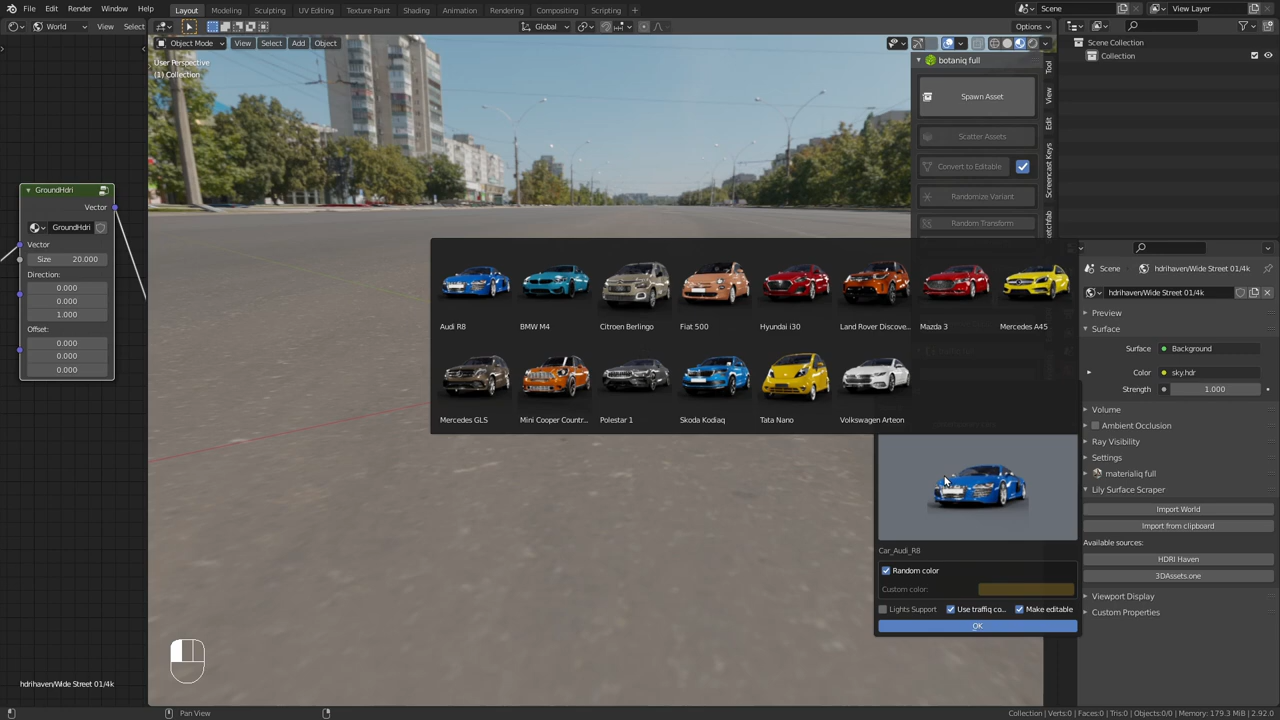 File Edit Render Window Help
Layout Modeling Sculpting UV Editing Texture Paint Shading Animation Rendering Compositing Scripting +
Scene
View Layer
World View Select
Global
Options
Object Mode View Select Add Object
User Perspective
(1) Collection
botaniq full
Spawn Asset
Scatter Assets
Convert to Editable
Randomize Variant
Random Transform
Tool
View
Edit
Screencast Keys
Scene Collection
Collection
GroundHdri
Vector
GroundHdri
Vector
Size 20.000
Direction:
0.000
0.000
1.000
Offset:
0.000
0.000
0.000
Audi R8
BMW M4
Citroen Berlingo
Fiat 500
Hyundai i30
Land Rover Discove...
Mazda 3
Mercedes A45
Mercedes GLS
Mini Cooper Countr...
Polestar 1
Skoda Kodiaq
Tata Nano
Volkswagen Arteon
Car_Audi_R8
Random color
Custom color:
Lights Support
Use traffiq co...
Make editable
OK
Scene
hdrihaven/Wide Street 01/4k
hdrihaven/Wide Street 01/4k
Preview
Surface
Surface Background
Color sky.hdr
Strength 1.000
Volume
Ambient Occlusion
Ray Visibility
Settings
materialiq full
Lily Surface Scraper
Import World
Import from clipboard
Available sources:
HDRI Haven
3DAssets.one
Viewport Display
Custom Properties
hdrihaven/Wide Street 01/4k
Pan View
Collection | Verts:0 | Faces:0 | Tris:0 | Objects:0/0 | Memory: 179.3 MiB | 2.92.0